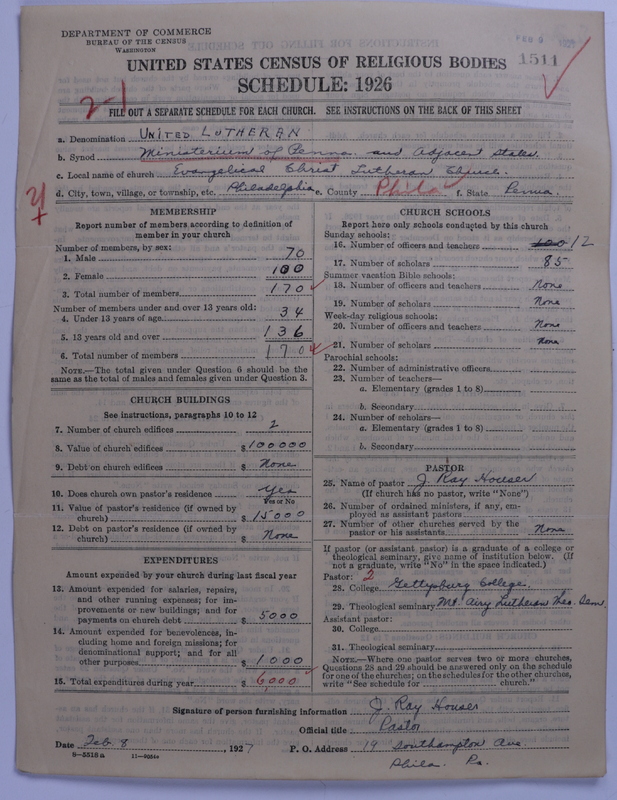 DEPARTMENT OF COMMERCE
BUREAU OF THE CENSUS
WASHINGTON
FEB 9
1511
UNITED STATES CENSUS OF RELIGIOUS BODIES
SCHEDULE: 1926
2-1
FILL OUT A SEPARATE SCHEDULE FOR EACH CHURCH. SEE INSTRUCTIONS ON THE BACK OF THIS SHEET
a. Denomination UNITED LUTHERAN
b. Synod Ministerium of Penna. and Adjacent States.
c. Local name of church Evangelical Christ Lutheran Church.
d. City, town, village, or township, etc. Philadelphia e. County Phila f. State Penna.
MEMBERSHIP
Report number of members according to definition of
member in your church
Number of members, by sex:
1. Male 70
2. Female 100
3. Total number of members 170
Number of members under and over 13 years old:
4. Under 13 years of age 34
5. 13 years old and over 136
6. Total number of members 170
NOTE.—The total given under Question 6 should be the
same as the total of males and females given under Question 3.
CHURCH BUILDINGS
See instructions, paragraphs 10 to 12
7. Number of church edifices 2
8. Value of church edifices $100000
9. Debt on church edifices $ None
10. Does church own pastor's residence Yes
Yes or No
11. Value of pastor's residence (if owned by
church) $ 15000
12. Debt on pastor's residence (if owned by
church) $ None
EXPENDITURES
Amount expended by your church during last fiscal year
13. Amount expended for salaries, repairs,
and other running expenses; for im-
provements or new buildings; and for
payments on church debt $ 5000
14. Amount expended for benevolences, in-
cluding home and foreign missions; for
denominational support; and for all
other purposes $ 1000
15. Total expenditures during year $ 6000
CHURCH SCHOOLS
Report here only schools conducted by this church
Sunday schools:
16. Number of officers and teachers 12
17. Number of scholars 85
Summer vacation Bible schools:
18. Number of officers and teachers None
19. Number of scholars None
Week-day religious schools:
20. Number of officers and teachers None
21. Number of scholars None
Parochial schools:
22. Number of administrative officers
23. Number of teachers—
a. Elementary (grades 1 to 8)
b. Secondary
24. Number of scholars—
a. Elementary (grades 1 to 8)
b. Secondary
PASTOR
25. Name of pastor J. Ray Houser
(If church has no pastor, write "None")
26. Number of ordained ministers, if any, em-
ployed as assistant pastors
27. Number of other churches served by the
pastor or his assistants None
If pastor (or assistant pastor) is a graduate of a college or
theological seminary, give name of institution below. (If
not a graduate, write "No" in the space indicated.)
Pastor: 2
28. College Gettysburg College.
29. Theological seminary Mt. Airy Lutheran Theo. Sem.
Assistant pastor:
30. College
31. Theological seminary
NOTE.—Where one pastor serves two or more churches,
Questions 28 and 29 should be answered only on the schedule
for one of the churches; on the schedules for the other churches,
write "See schedule for church."
Signature of person furnishing information J. Ray Houser
Official title Pastor
Date Feb. 8, 1927 P. O. Address 19 Southampton Ave.
8-5518a 11-9051a Phila. Pa.